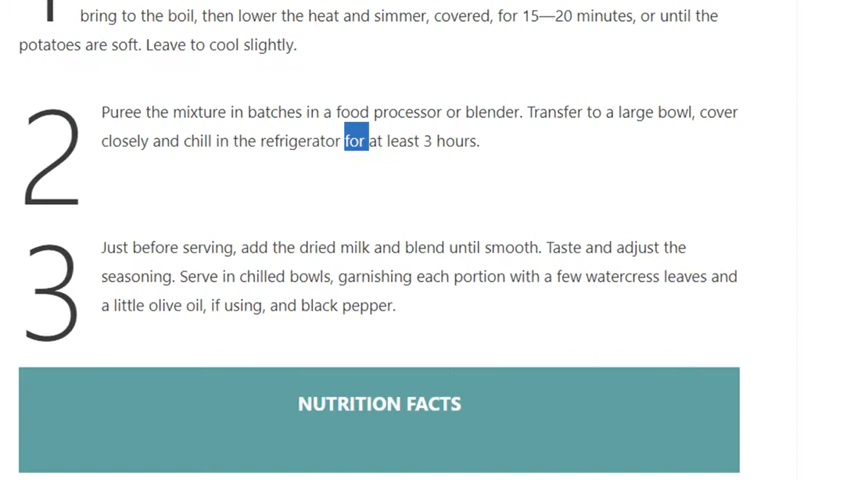 bring to the boil, then lower the heat and simmer, covered, for 15—20 minutes, or until the
potatoes are soft. Leave to cool slightly.
2
Puree the mixture in batches in a food processor or blender. Transfer to a large bowl, cover
closely and chill in the refrigerator for at least 3 hours.
3
Just before serving, add the dried milk and blend until smooth. Taste and adjust the
seasoning. Serve in chilled bowls, garnishing each portion with a few watercress leaves and
a little olive oil, if using, and black pepper.
NUTRITION FACTS